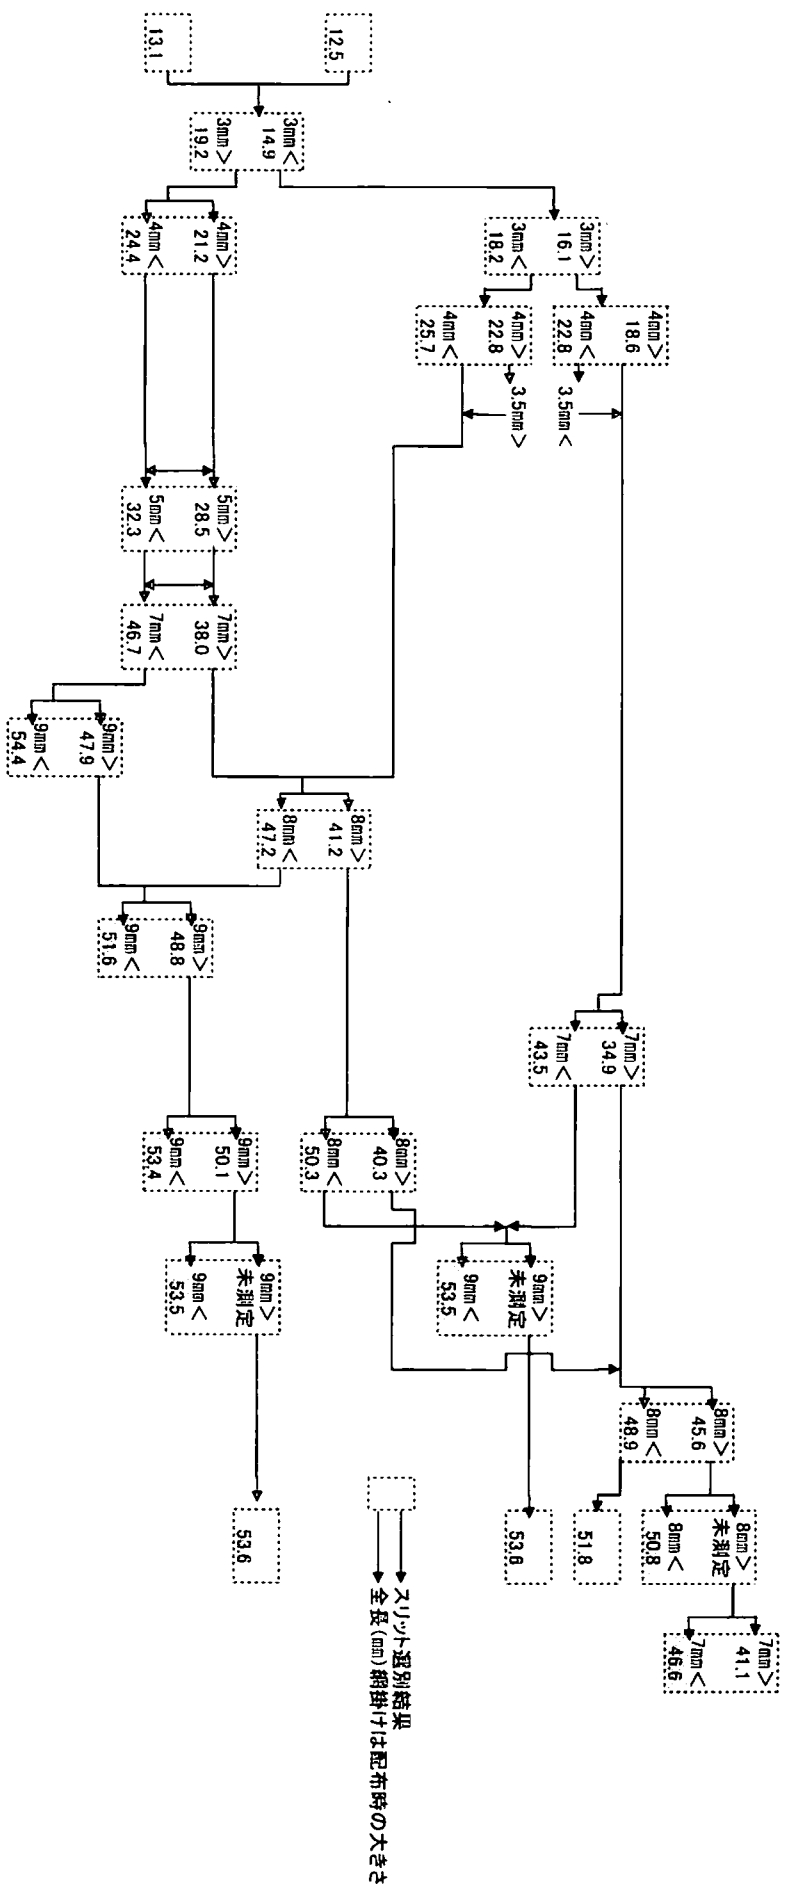 12.5
13.1
3mm<
14.9
3mm>
19.2
3mm>
16.1
3mm<
18.2
4mm>
21.2
4mm<
24.4
4mm>
18.6
4mm<
22.8
4mm>
22.8
4mm<
25.7
3.5mm<
3.5mm>
5mm>
28.5
5mm<
32.3
7mm>
38.0
7mm<
46.7
9mm>
47.9
9mm<
54.4
8mm>
41.2
8mm<
47.2
9mm>
48.8
9mm<
51.6
7mm>
34.9
7mm<
43.5
8mm>
40.3
8mm<
50.3
9mm>
50.1
9mm<
53.4
9mm>
未測定
9mm<
53.5
9mm>
未測定
9mm<
53.5
8mm>
45.6
8mm<
48.9
8mm>
未測定
8mm<
50.8
51.8
53.6
53.6
7mm>
41.1
7mm<
46.6
スリット選別結果
全長(mm)網掛けは配布時の大きさ